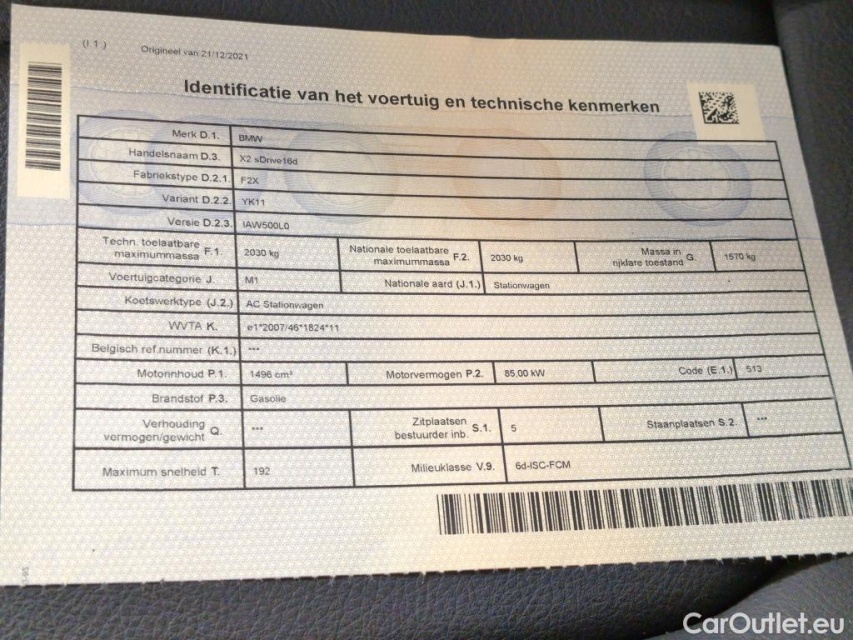 (I 1)
Origineel van 21/12/2021
Identificatie van het voertuig en technische kenmerken
Merk D.1. BMW
Handelsnaam D.3. X2 sDrive16d
Fabriekstype D.2.1. F2X
Variant D.2.2. YK11
Versie D.2.3. IAW500L0
Techn. toelaatbare maximummassa F.1. 2030 kg Nationale toelaatbare maximummassa F.2. 2030 kg Massa in rijklare toestand G. 1570 kg
Voertuigcategorie J. M1 Nationale aard (J.1.) Stationwagen
Koetswerktype (J.2.) AC Stationwagen
WVTA K. e1*2007/46*1824*11
Belgisch ref.nummer (K.1.) ***
Motorinhoud P.1. 1496 cm³ Motorvermogen P.2. 85,00 kW Code (E.1.) 513
Brandstof P.3. Gasolie
Verhouding vermogen/gewicht Q. *** Zitplaatsen bestuurder inb. S.1. 5 Staanplaatsen S.2. ***
Maximum snelheid T. 192 Milieuklasse V.9. 6d-ISC-FCM
CarOutlet.eu